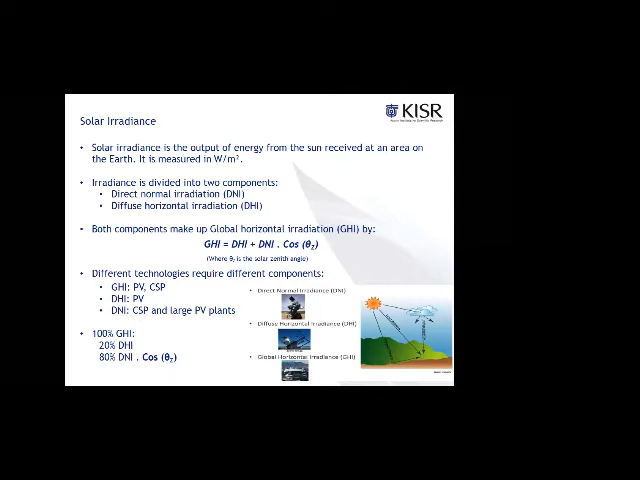 KISR
Kuwait Institute for Scientific Research
Solar Irradiance
• Solar irradiance is the output of energy from the sun received at an area on
the Earth. It is measured in W/m².
• Irradiance is divided into two components:
• Direct normal irradiation (DNI)
• Diffuse horizontal irradiation (DHI)
• Both components make up Global horizontal irradiation (GHI) by:
GHI = DHI + DNI . Cos (θz)
(Where θz is the solar zenith angle)
• Different technologies require different components:
• GHI: PV, CSP
• DHI: PV
• DNI: CSP and large PV plants
• 100% GHI:
20% DHI
80% DNI . Cos (θz)
• Direct Normal Irradiance (DNI)
• Diffuse Horizontal Irradiance (DHI)
• Global Horizontal Irradiance (GHI)